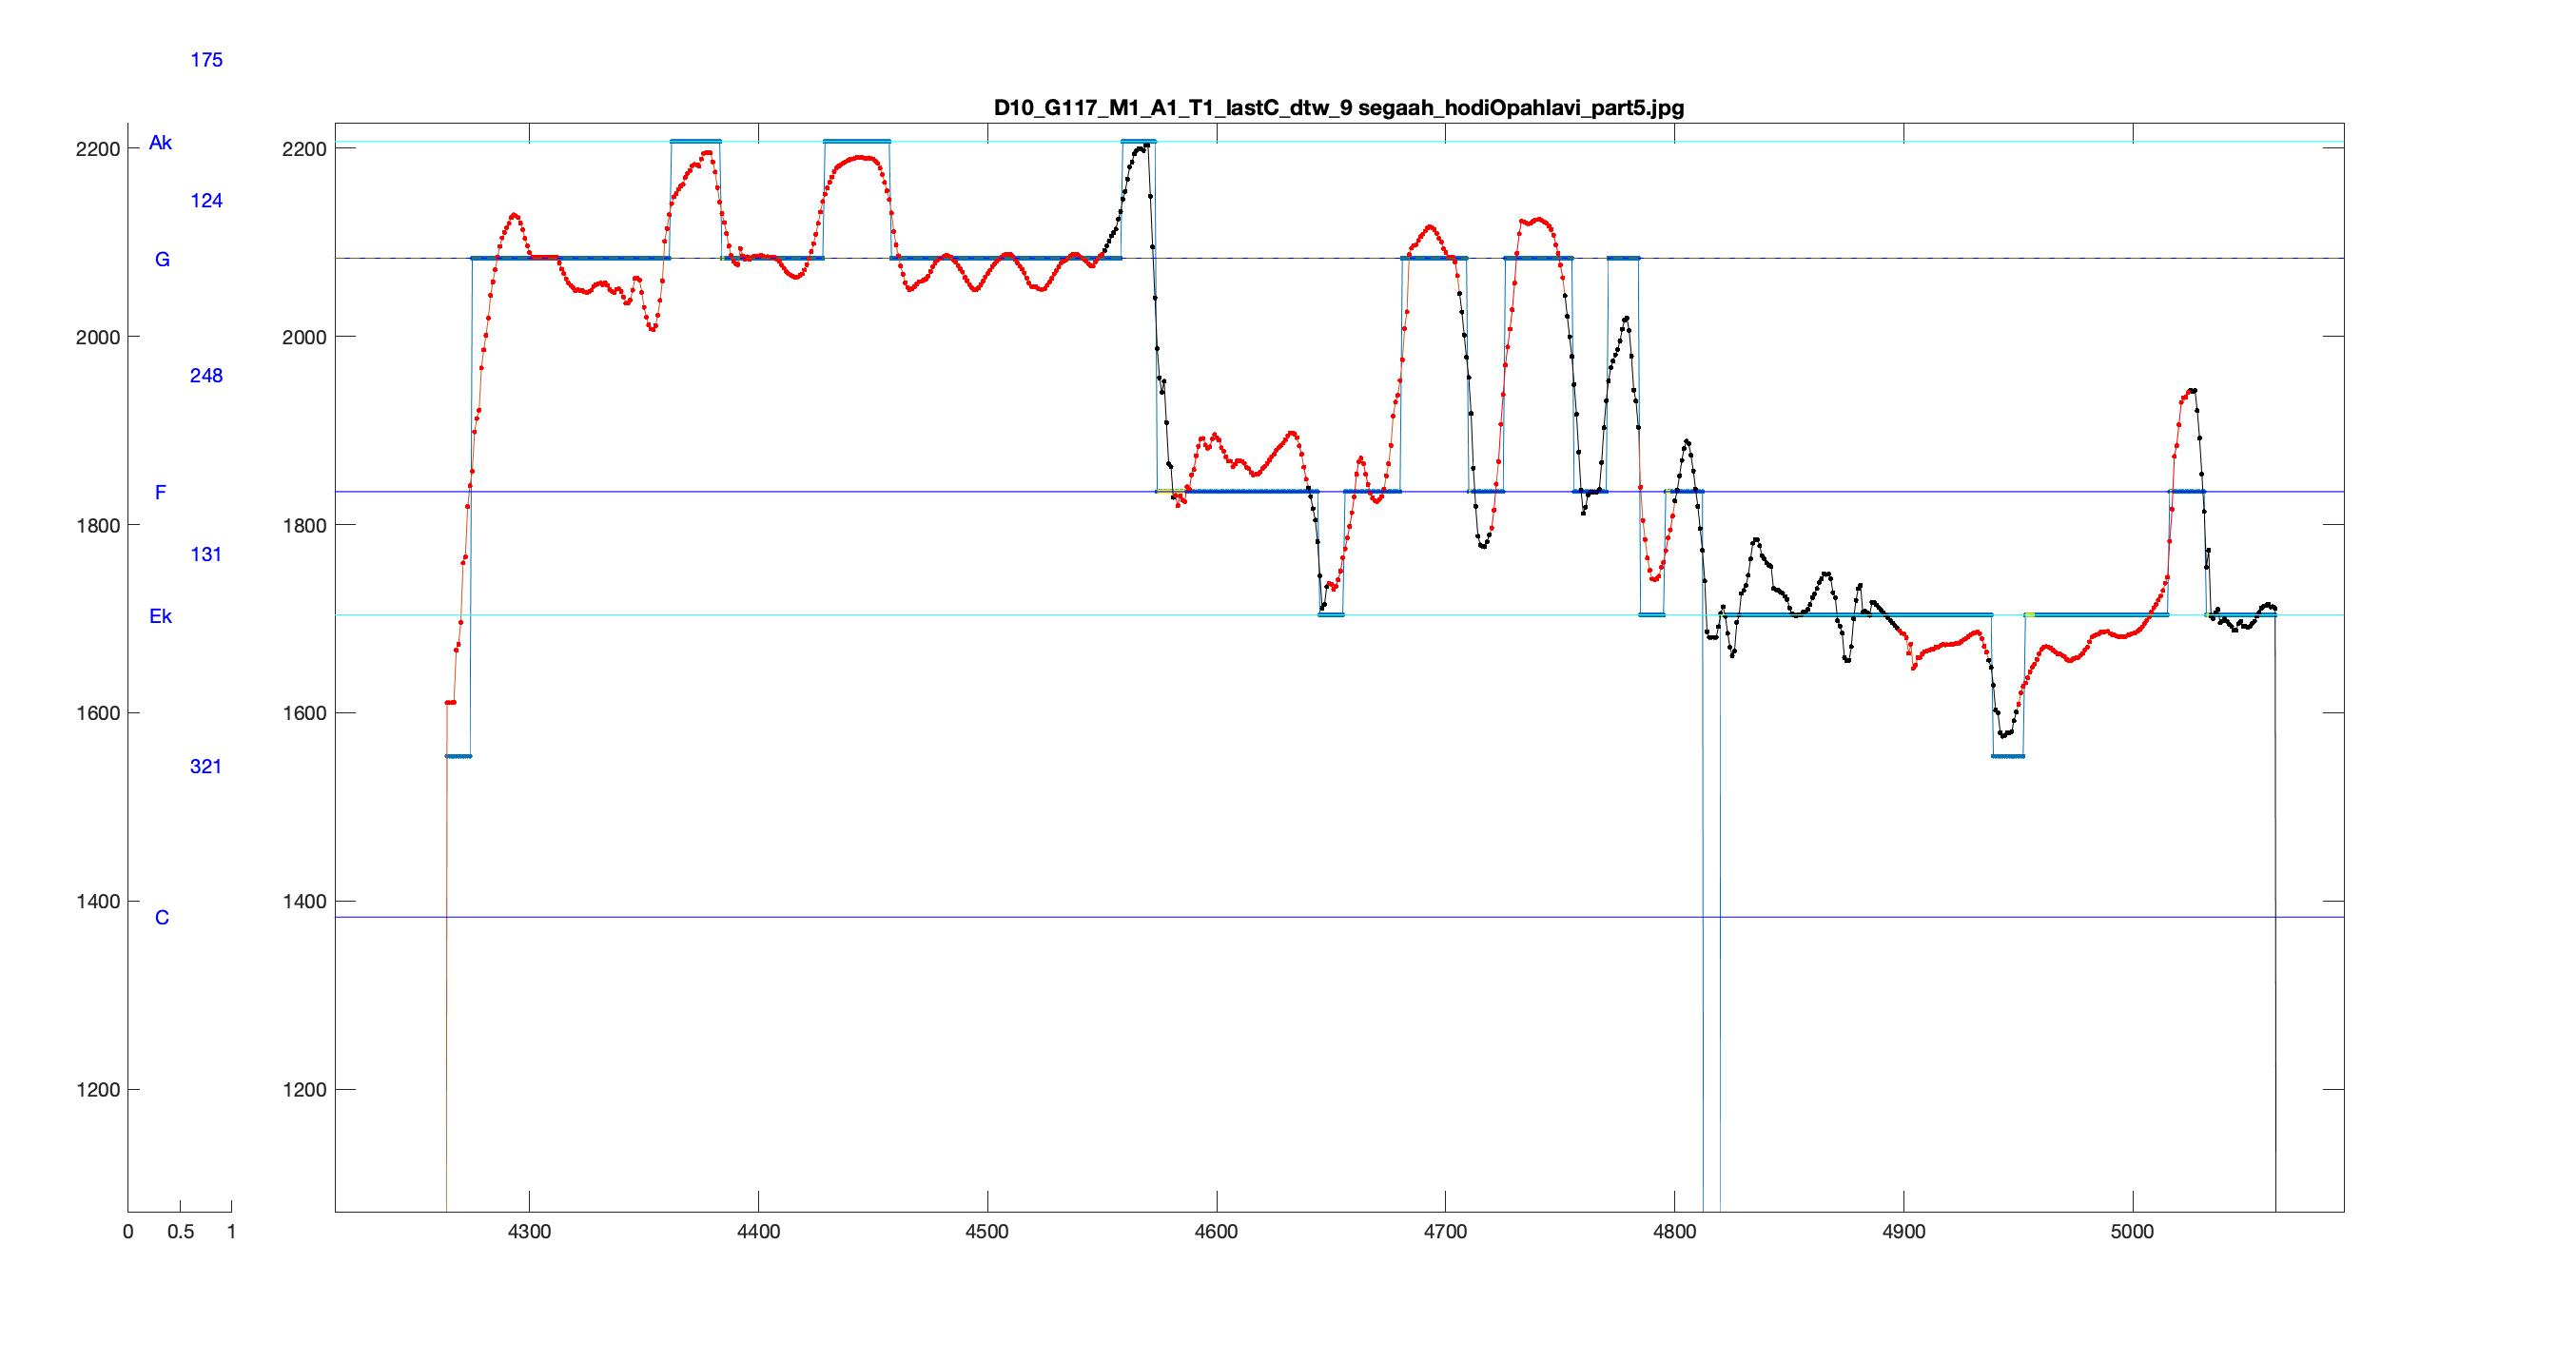 175
D10_G117_M1_A1_T1_lastC_dtw_9 segaah_hodiOpahlavi_part5.jpg
2200 Ak 2200
124
G
2000 2000
248
F
1800 1800
131
Ek
1600 1600
321
1400 C 1400
1200 1200
0 0.5 1 4300 4400 4500 4600 4700 4800 4900 5000